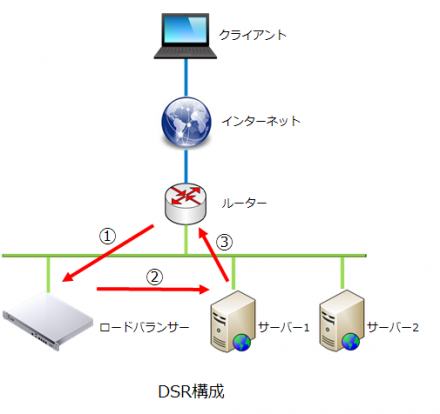 クライアント
インターネット
ルーター
①
③
②
ロードバランサー
サーバー1
サーバー2
DSR構成